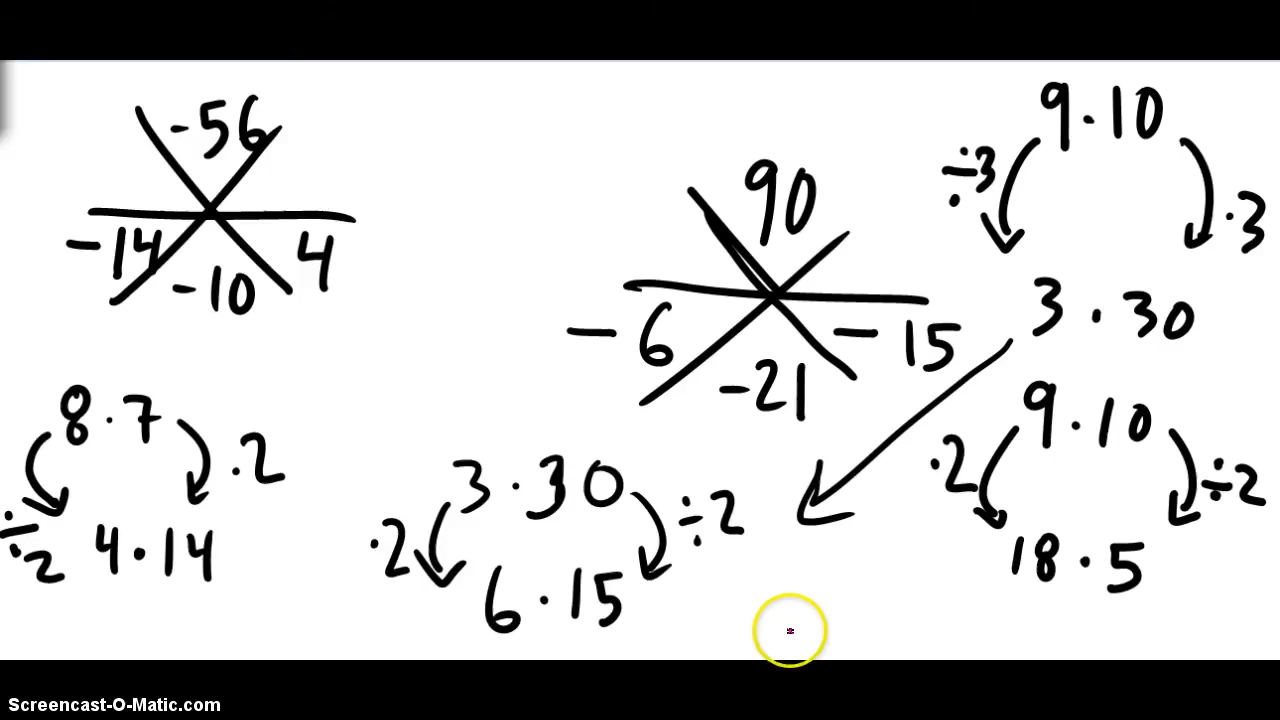 -56
-14 4
-10
8 · 7
÷2 · 2
4 · 14
90
- 6 - 15
-21
3 · 30
· 2 ÷2
6 · 15
9 · 10
÷3 · 3
3 · 30
9 · 10
· 2 ÷2
18 · 5
Screencast-O-Matic.com